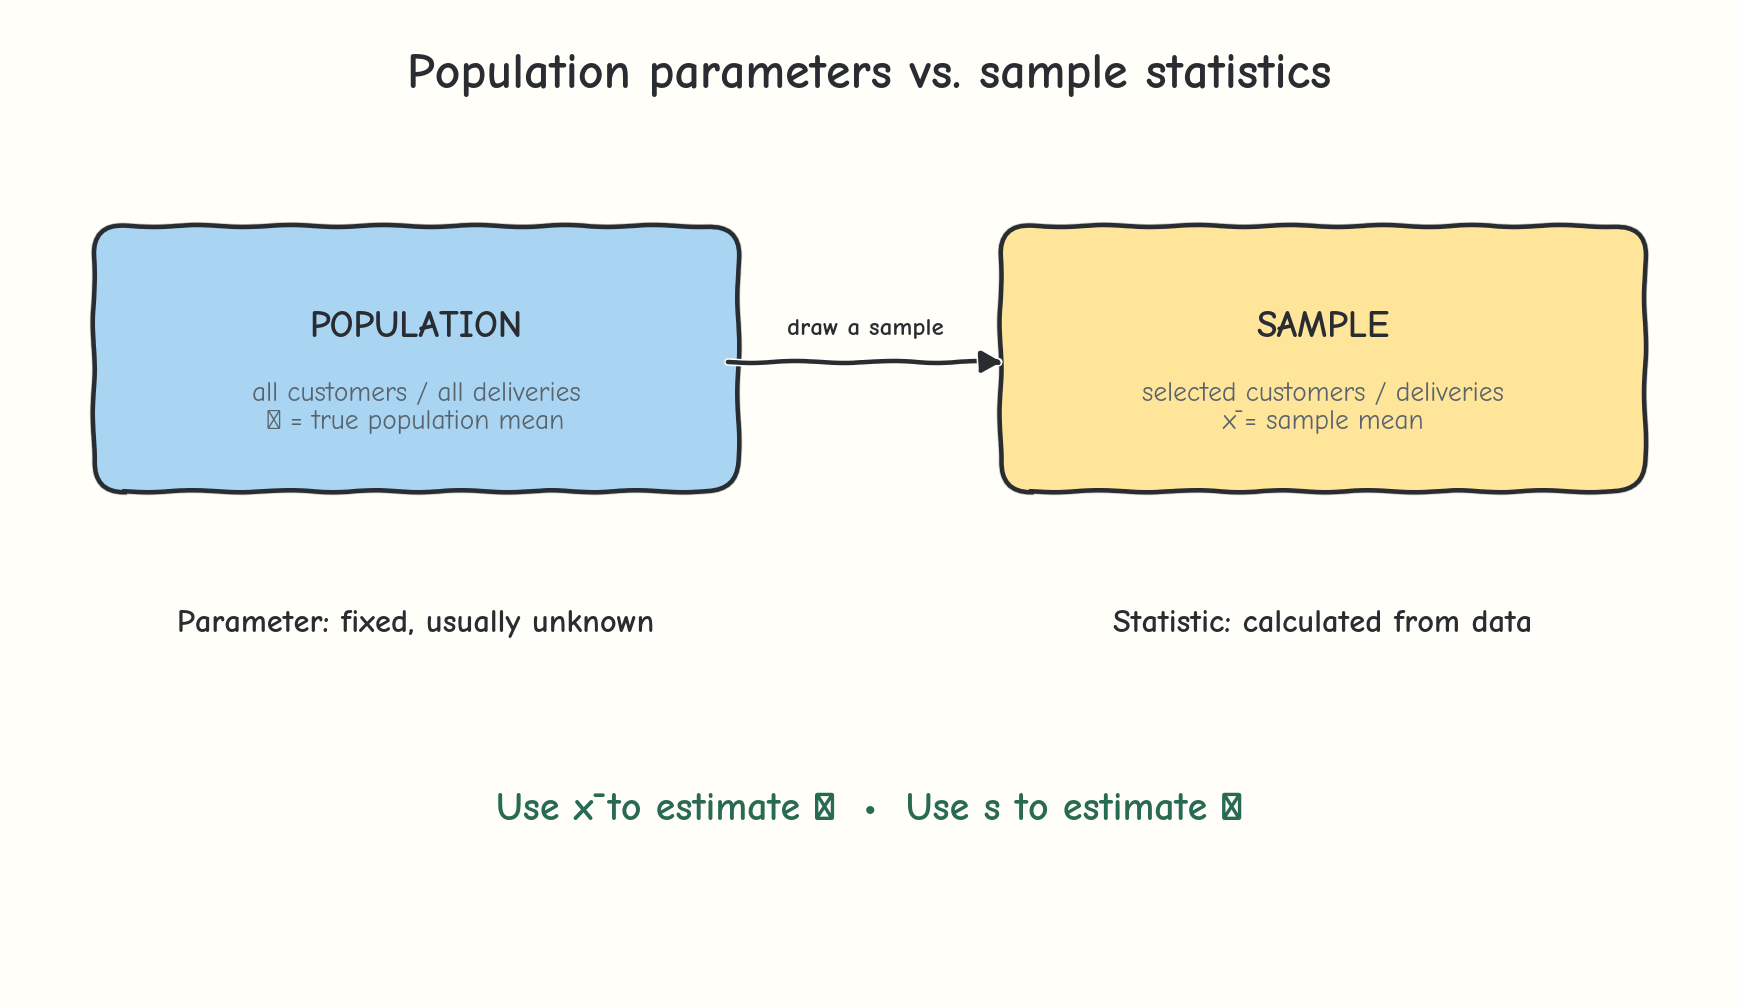 Population parameters vs. sample statistics
POPULATION
all customers / all deliveries
= true population mean
draw a sample
SAMPLE
selected customers / deliveries
x̄ = sample mean
Parameter: fixed, usually unknown
Statistic: calculated from data
Use x̄ to estimate • Use s to estimate